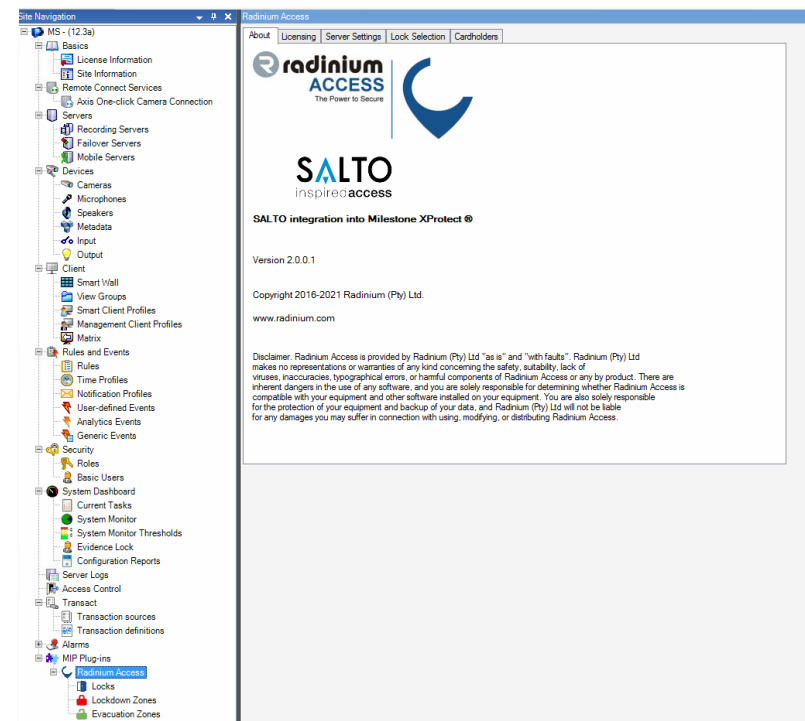 Site Navigation
MS - (12.3a)
Basics
License Information
Site Information
Remote Connect Services
Axis One-click Camera Connection
Servers
Recording Servers
Failover Servers
Mobile Servers
Devices
Cameras
Microphones
Speakers
Metadata
Input
Output
Client
Smart Wall
View Groups
Smart Client Profiles
Management Client Profiles
Matrix
Rules and Events
Rules
Time Profiles
Notification Profiles
User-defined Events
Analytics Events
Generic Events
Security
Roles
Basic Users
System Dashboard
Current Tasks
System Monitor
System Monitor Thresholds
Evidence Lock
Configuration Reports
Server Logs
Access Control
Transact
Transaction sources
Transaction definitions
Alarms
MIP Plug-ins
Radinium Access
Locks
Lockdown Zones
Evacuation Zones
Radinium Access
About Licensing Server Settings Lock Selection Cardholders
radinium
ACCESS
The Power to Secure
SALTO
inspiredaccess
SALTO integration into Milestone XProtect ®
Version 2.0.0.1
Copyright 2016-2021 Radinium (Pty) Ltd.
www.radinium.com
Disclaimer. Radinium Access is provided by Radinium (Pty) Ltd "as is" and "with faults". Radinium (Pty) Ltd
makes no representations or warranties of any kind concerning the safety, suitability, lack of
viruses, inaccuracies, typographical errors, or harmful components of Radinium Access or any by product. There are
inherent dangers in the use of any software, and you are solely responsible for determining whether Radinium Access is
compatible with your equipment and other software installed on your equipment. You are also solely responsible
for the protection of your equipment and backup of your data, and Radinium (Pty) Ltd will not be liable
for any damages you may suffer in connection with using, modifying, or distributing Radinium Access.